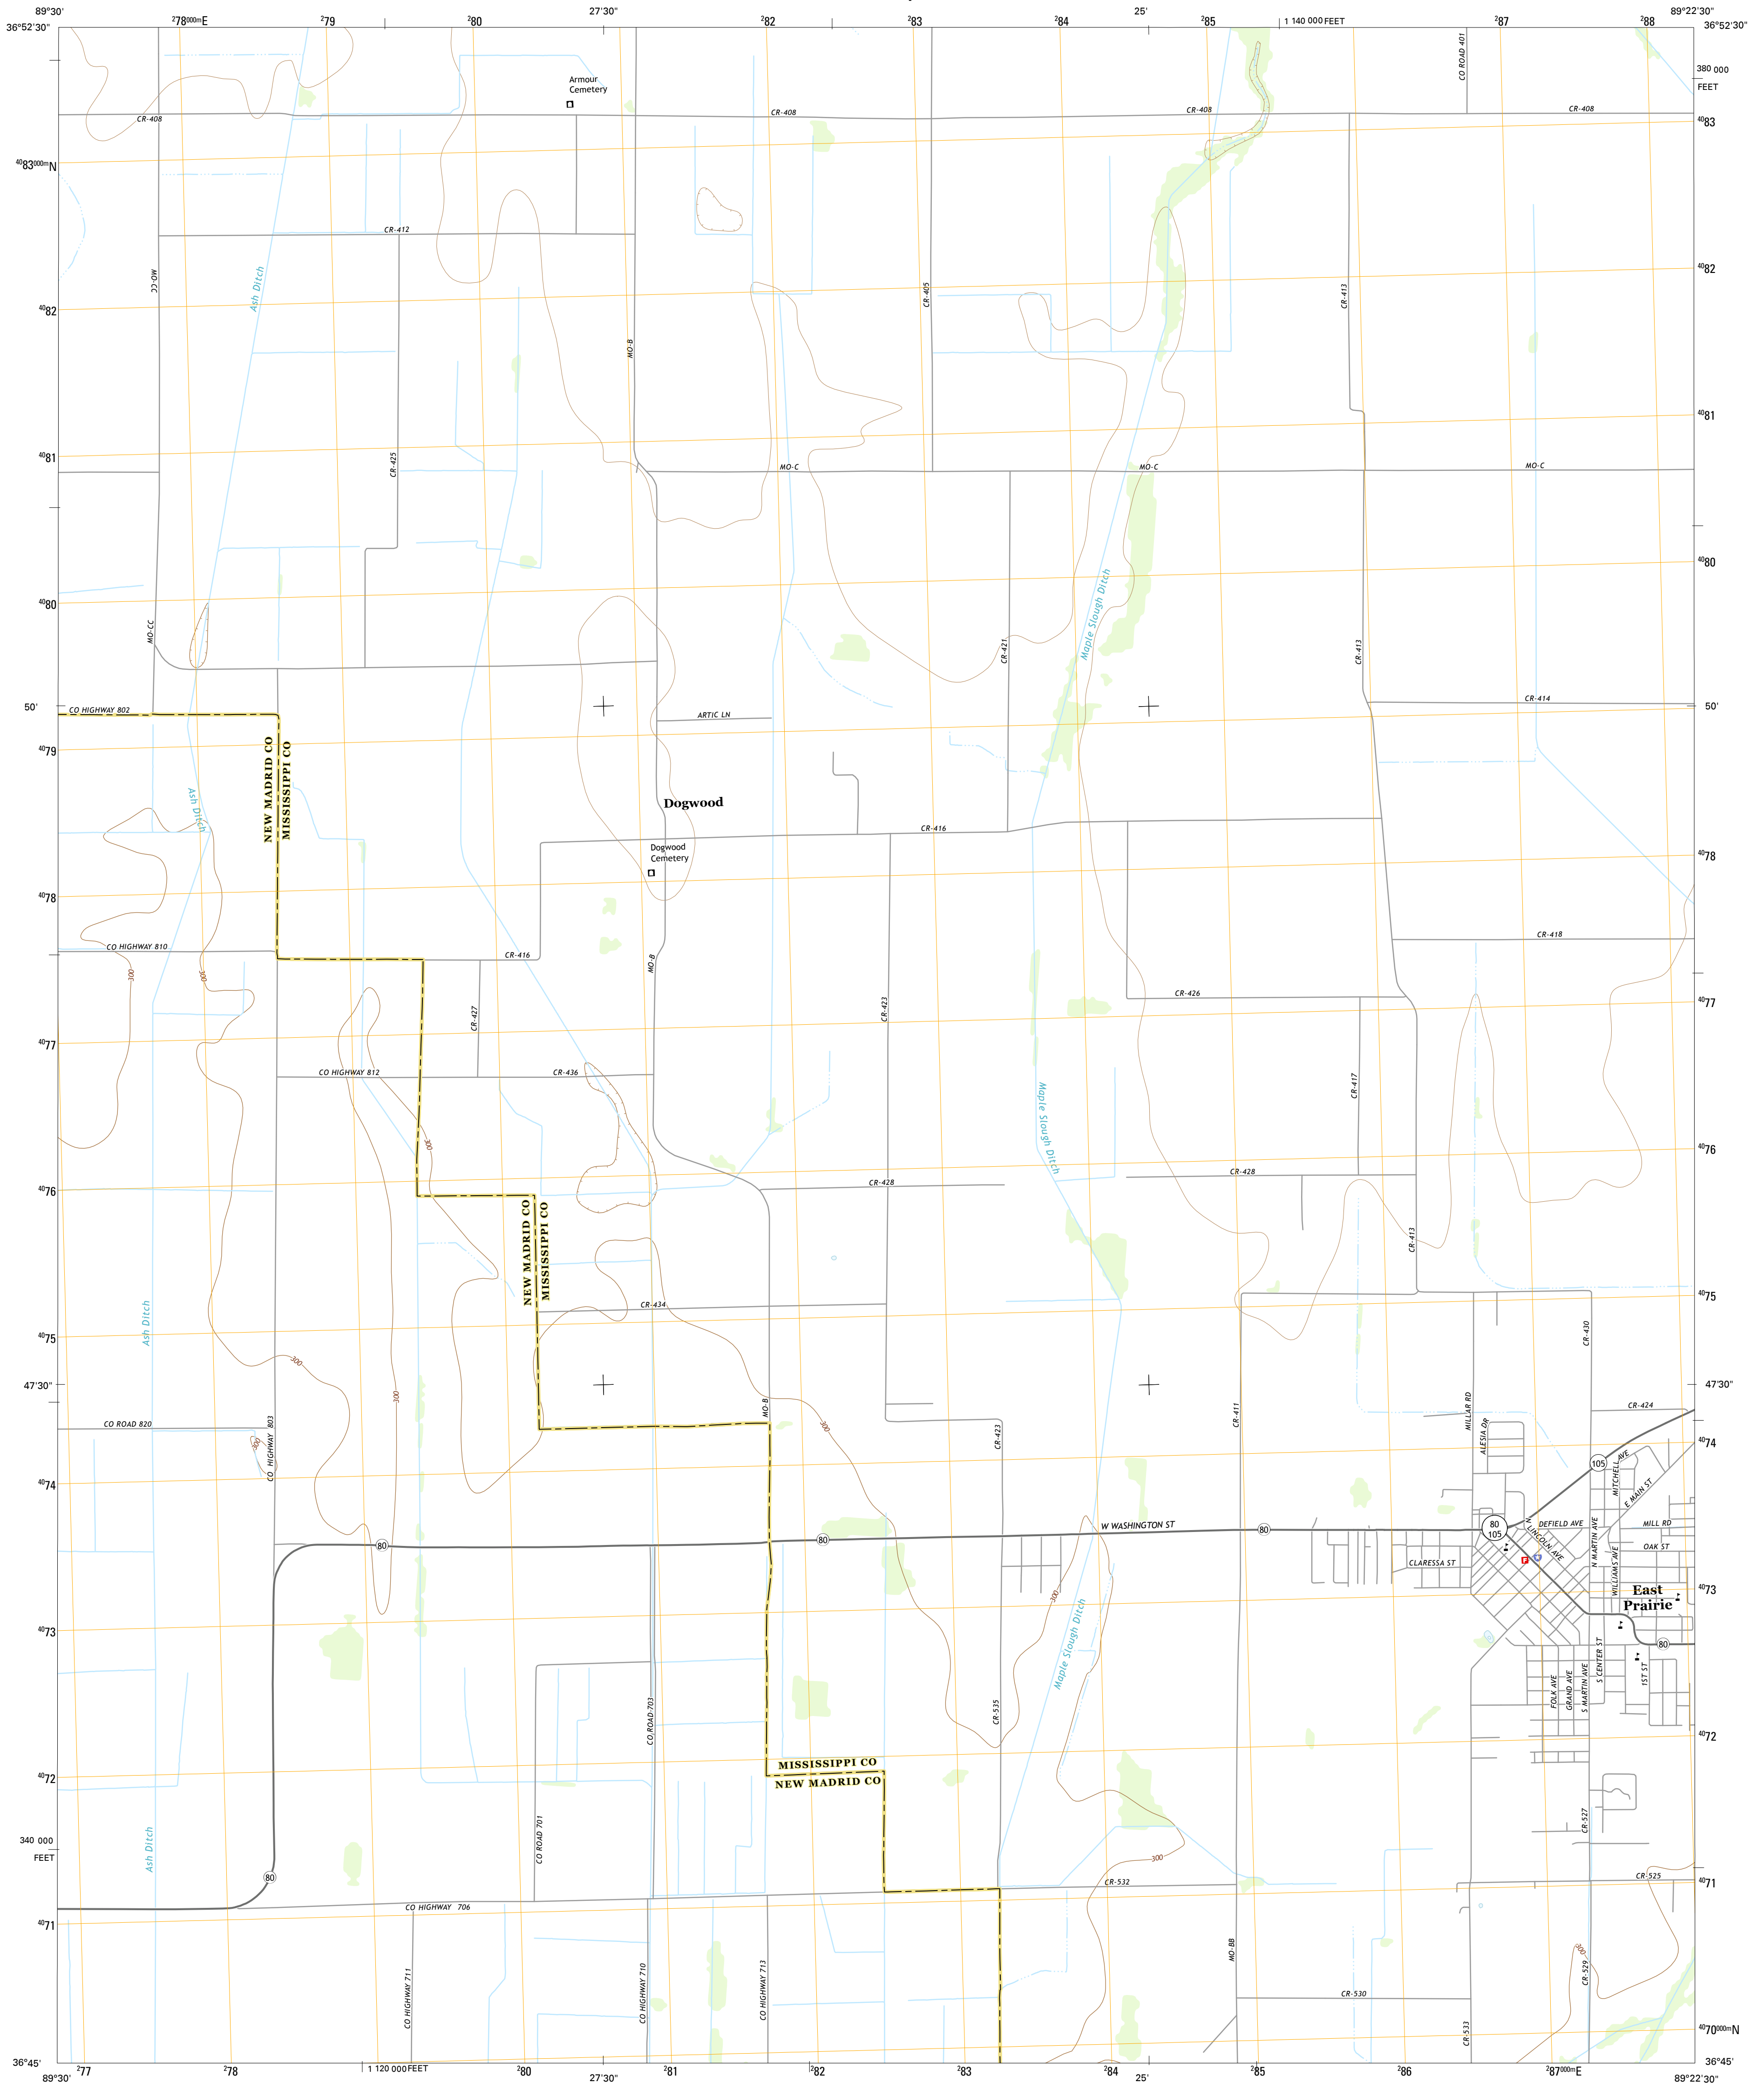 89°30' ²78⁰⁰⁰ᵐE ²79 ²80 27'30" ²82 ²83 ²84 25' ²85 1 140 000 FEET ²87 ²88 89°22'30"
36°52'30" 36°52'30"
CO ROAD 401
380 000
FEET
Armour
Cemetery
CR-408 CR-408 CR-408 CR-408
⁴⁰83
⁴⁰83⁰⁰⁰ᵐN
CR-412
MO-CC
Ash Ditch
CR-405
CR-413
⁴⁰82
⁴⁰82
MO-B
⁴⁰81
⁴⁰81
CR-425
MO-C MO-C MO-C
⁴⁰80
⁴⁰80
Maple Slough Ditch
MO-CC
CR-421
CR-413
CR-414
50' 50'
CO HIGHWAY 802
ARTIC LN
⁴⁰79
⁴⁰79
NEW MADRID CO
MISSISSIPPI CO
Ash Ditch
Dogwood
CR-416
Dogwood
Cemetery
⁴⁰78
⁴⁰78
CR-418
CO HIGHWAY 810
CR-416
MO-B
300
300
CR-426
CR-423
CR-427
⁴⁰77
⁴⁰77
CO HIGHWAY 812
CR-436
CR-417
Maple Slough Ditch
300
⁴⁰76
⁴⁰76
CR-428
CR-428
NEW MADRID CO
MISSISSIPPI CO
CR-413
⁴⁰75
⁴⁰75
CR-434
Ash Ditch
CR-430
300
47'30" 47'30"
300
MO-B
CR-411
MILLAR RD
CR-424
CO ROAD 820
CO HIGHWAY 803
300
300
CR-423
ALESIA DR
⁴⁰74
⁴⁰74
105
MITCHELL AVE
E MAIN ST
80
80
W WASHINGTON ST
80
80
105
N LINCOLN AVE
DEFIELD AVE
N MARTIN AVE
MILL RD
OAK ST
CLARESSA ST
F
WILLIAMS AVE
⁴⁰73
⁴⁰73
East
Prairie
300
Maple Slough Ditch
80
S CENTER ST
1ST ST
FOLK AVE
GRAND AVE
S MARTIN AVE
CO ROAD 703
CR-535
⁴⁰72
⁴⁰72
MISSISSIPPI CO
NEW MADRID CO
340 000
FEET
Ash Ditch
CO ROAD 701
CR-527
300
80
CR-532
CR-525
⁴⁰71
⁴⁰71
CO HIGHWAY 706
MO-BB
300
CO HIGHWAY 711
CO HIGHWAY 710
CO HIGHWAY 713
CR-529
CR-530
CR-533
⁴⁰70⁰⁰⁰ᵐN
36°45' 36°45'
89°30' ²77 ²78 1 120 000 FEET ²80 27'30" ²81 ²82 ²83 ²84 25' ²85 ²86 ²87⁰⁰⁰ᵐE 89°22'30"